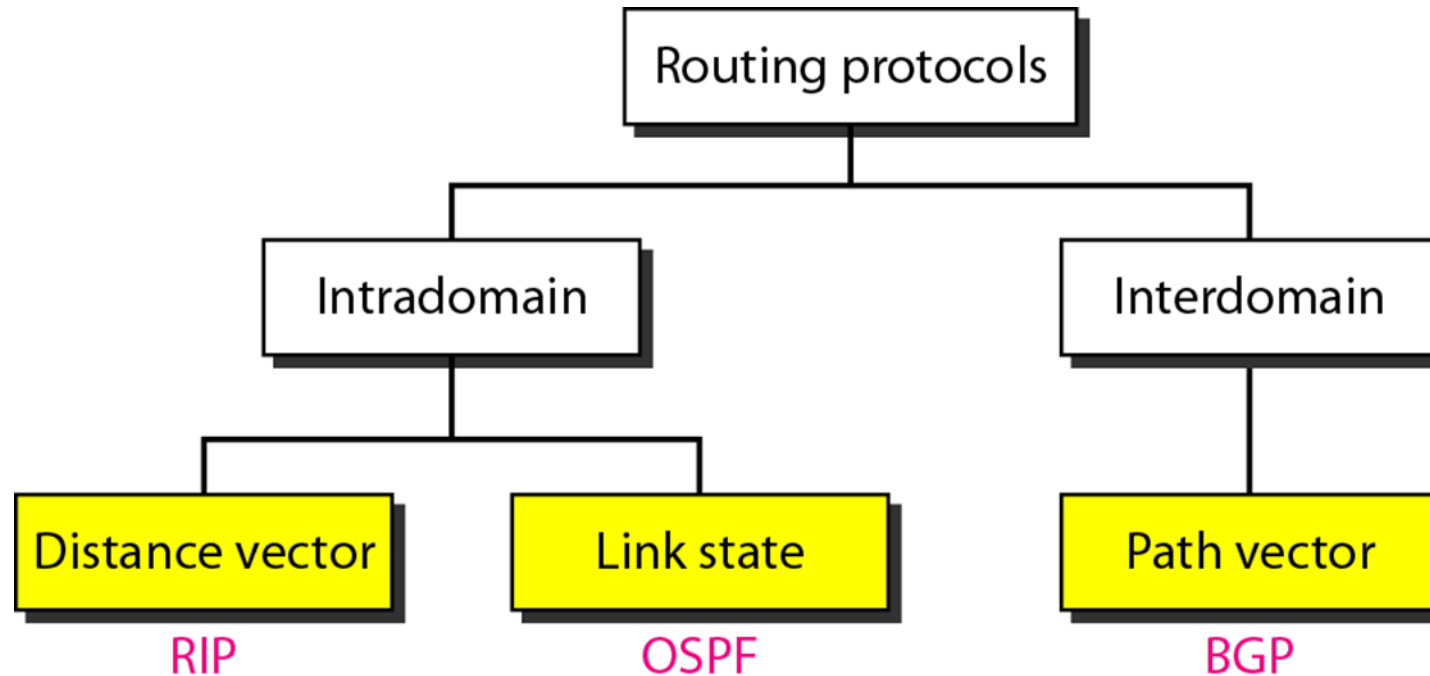 Routing protocols
Intradomain
Interdomain
Distance vector
Link state
Path vector
RIP
OSPF
BGP